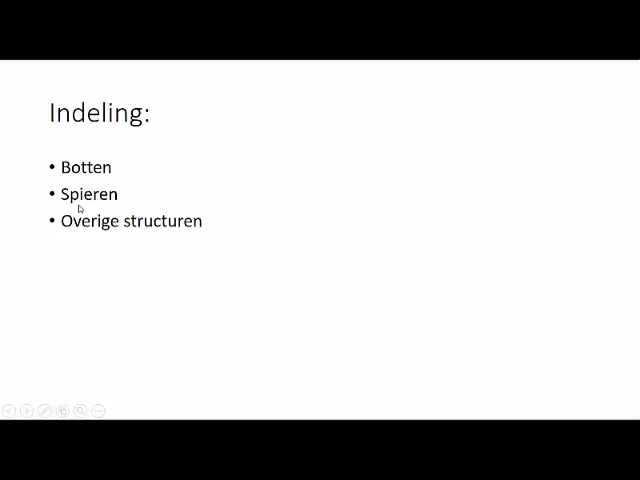 Indeling:
• Botten
• Spieren
• Overige structuren